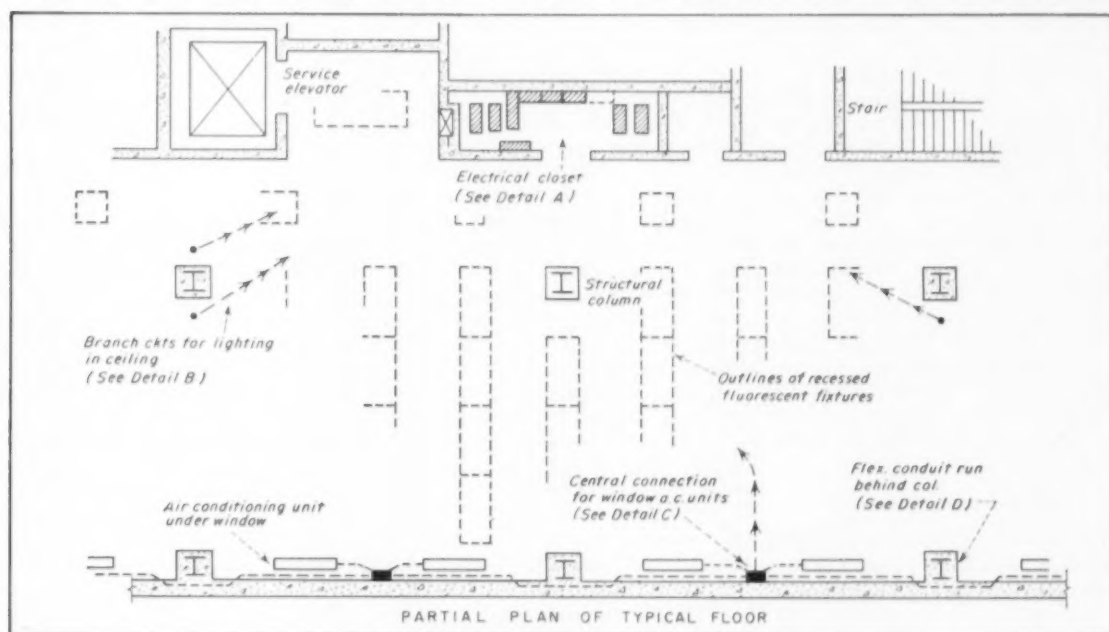 Service
elevator
Stair
Electrical closet
(See Detail A)
Structural
column
Branch ckts for lighting
in ceiling
(See Detail B)
Outlines of recessed
fluorescent fixtures
Air conditioning unit
under window
Central connection
for window a.c. units
(See Detail C)
Flex. conduit run
behind col.
(See Detail D)
PARTIAL PLAN OF TYPICAL FLOOR